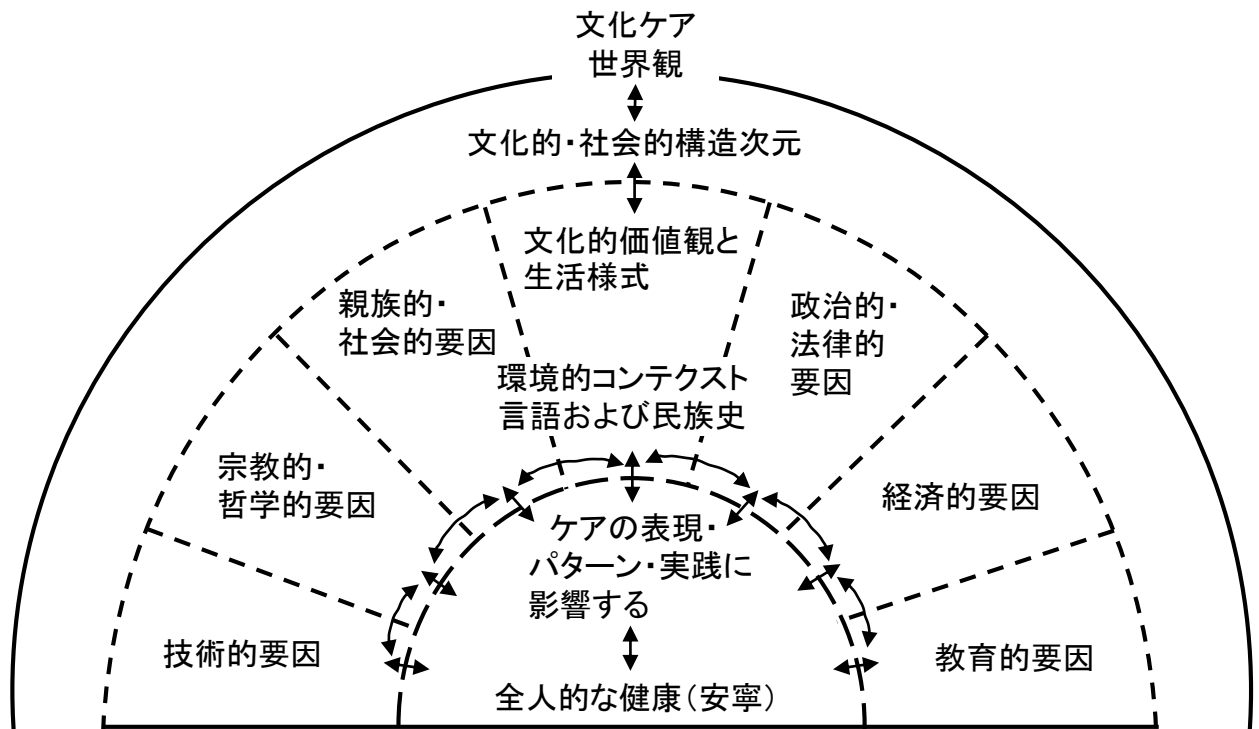 文化ケア
世界観
文化的・社会的構造次元
文化的価値観と
生活様式
親族的・
社会的要因
政治的・
法律的
要因
環境的コンテクスト
言語および民族史
宗教的・
哲学的要因
経済的要因
ケアの表現・
パターン・実践に
影響する
技術的要因
教育的要因
全人的な健康（安寧）